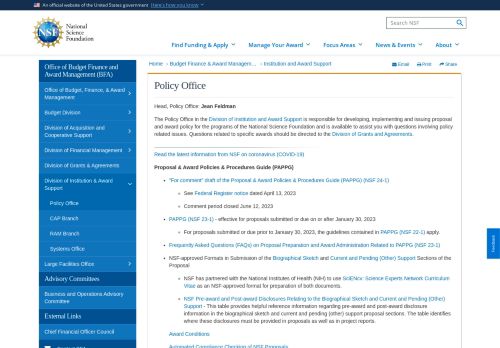 An official website of the United States government Here's how you know
National
Science
Foundation
NSF
Search NSF
Find Funding & Apply
Manage Your Award
Focus Areas
News & Events
About
Home
Budget Finance & Award Managem...
Institution and Award Support
Email
Print
Share
Office of Budget Finance and
Award Management (BFA)
Office of Budget, Finance, & Award
Management
Budget Division
Division of Acquisition and
Cooperative Support
Division of Financial Management
Division of Grants & Agreements
Division of Institution & Award
Support
Policy Office
CAP Branch
RAM Branch
Systems Office
Large Facilities Office
Advisory Committees
Business and Operations Advisory
Committee
External Links
Chief Financial Officer Council
Policy Office
Head, Policy Office: Jean Feldman
The Policy Office in the Division of Institution and Award Support is responsible for developing, implementing and issuing proposal
and award policy for the programs of the National Science Foundation and is available to assist you with questions involving policy
related issues. Questions related to specific awards should be directed to the Division of Grants and Agreements.
Read the latest information from NSF on coronavirus (COVID-19)
Proposal & Award Policies & Procedures Guide (PAPPG)
"For comment" draft of the Proposal & Award Policies & Procedures Guide (PAPPG) (NSF 24-1)
See Federal Register notice dated April 13, 2023
Comment period closed June 12, 2023
PAPPG (NSF 23-1) - effective for proposals submitted or due on or after January 30, 2023
For proposals submitted or due prior to January 30, 2023, the guidelines contained in PAPPG (NSF 22-1) apply.
Frequently Asked Questions (FAQs) on Proposal Preparation and Award Administration Related to PAPPG (NSF 23-1)
NSF-approved Formats in Submission of the Biographical Sketch and Current and Pending (Other) Support Sections of the
Proposal
NSF has partnered with the National Institutes of Health (NIH) to use SciENcv: Science Experts Network Curriculum
Vitae as an NSF-approved format for preparation of both documents.
NSF Pre-award and Post-award Disclosures Relating to the Biographical Sketch and Current and Pending (Other)
Support - This table provides helpful reference information regarding pre-award and post-award disclosure
information in the biographical sketch and current and pending (other) support proposal sections. The table identifies
where these disclosures must be provided in proposals as well as in project reports.
Award Conditions
Automated Compliance Checking of NSF Proposals
Feedback